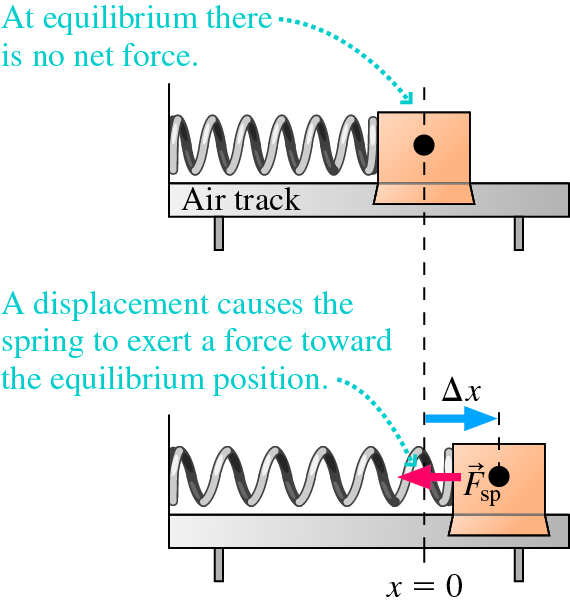 At equilibrium there
is no net force.
Air track
A displacement causes the
spring to exert a force toward
the equilibrium position.
Δx
F⃗sp
x = 0